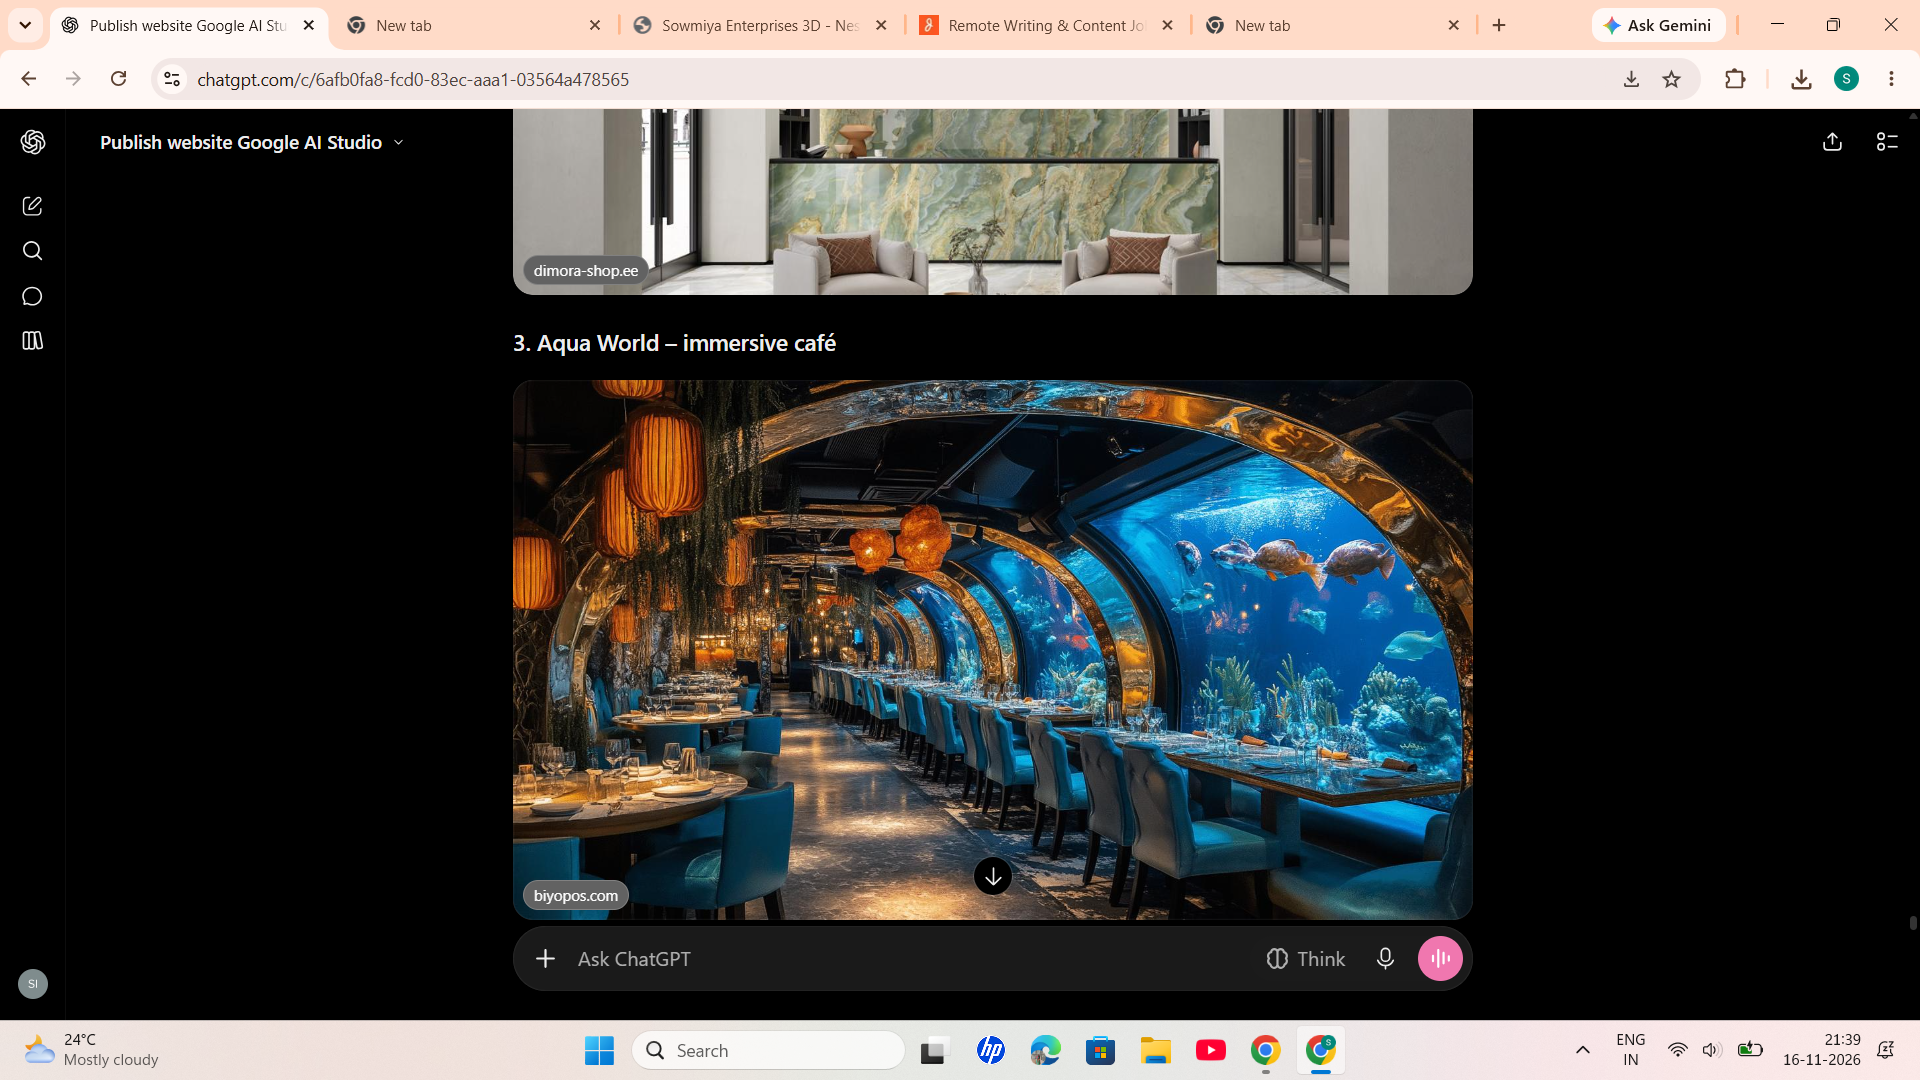 Publish website Google AI Stu
New tab
Sowmiya Enterprises 3D - Nes
Remote Writing & Content Jo
New tab
Ask Gemini
chatgpt.com/c/6afb0fa8-fcd0-83ec-aaa1-03564a478565
S
Publish website Google AI Studio
dimora-shop.ee
3. Aqua World – immersive café
biyopos.com
Ask ChatGPT
Think
SI
24°C
Mostly cloudy
Search
hp
S
ENG
IN
21:39
16-11-2026